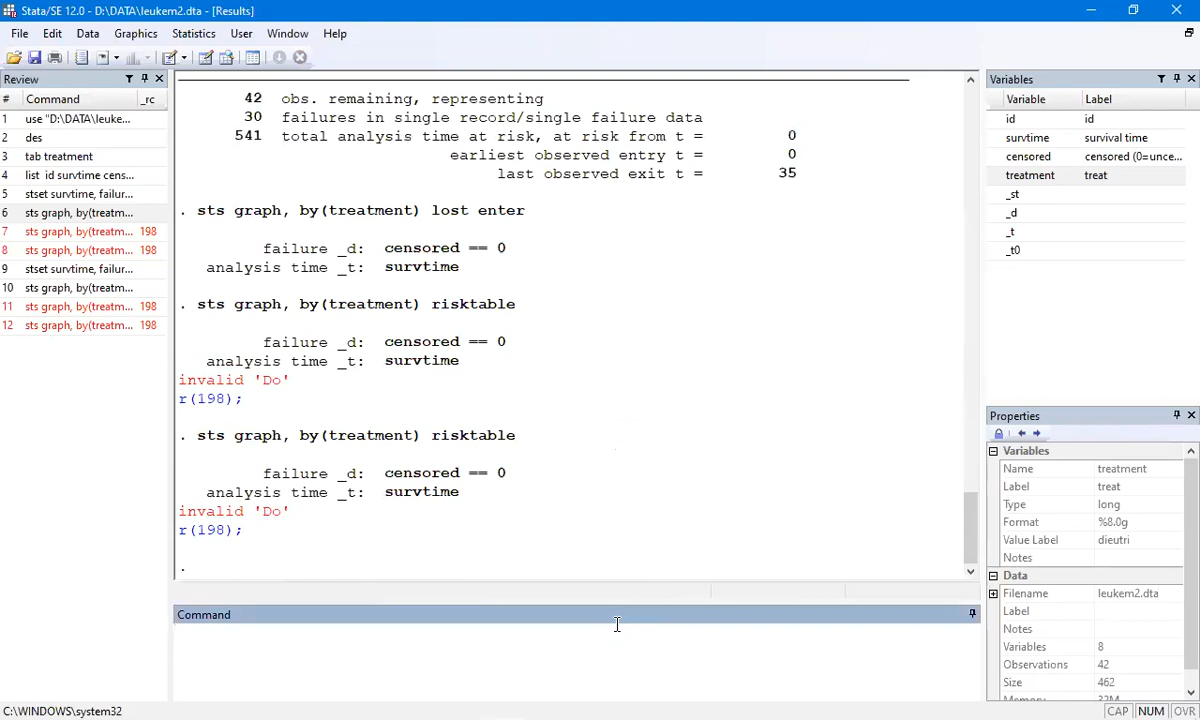 Stata/SE 12.0 - D:\DATA\leukem2.dta - [Results]
File Edit Data Graphics Statistics User Window Help
Review
# Command _rc
1 use "D:\DATA\leuke...
2 des
3 tab treatment
4 list id survtime cens...
5 stset survtime, failur...
6 sts graph, by(treatm...
7 sts graph, by(treatm... 198
8 sts graph, by(treatm... 198
9 stset survtime, failur...
10 sts graph, by(treatm...
11 sts graph, by(treatm... 198
12 sts graph, by(treatm... 198
42 obs. remaining, representing
30 failures in single record/single failure data
541 total analysis time at risk, at risk from t = 0
earliest observed entry t = 0
last observed exit t = 35
. sts graph, by(treatment) lost enter
failure _d: censored == 0
analysis time _t: survtime
. sts graph, by(treatment) risktable
failure _d: censored == 0
analysis time _t: survtime
invalid 'Do'
r(198);
. sts graph, by(treatment) risktable
failure _d: censored == 0
analysis time _t: survtime
invalid 'Do'
r(198);
.
Command
Variables
Variable Label
id id
survtime survival time
censored censored (0=unce...
treatment treat
_st
_d
_t
_t0
Properties
Variables
Name treatment
Label treat
Type long
Format %8.0g
Value Label dieutri
Notes
Data
Filename leukem2.dta
Label
Notes
Variables 8
Observations 42
Size 462
Memory 32M
C:\WINDOWS\system32
CAP NUM OVR